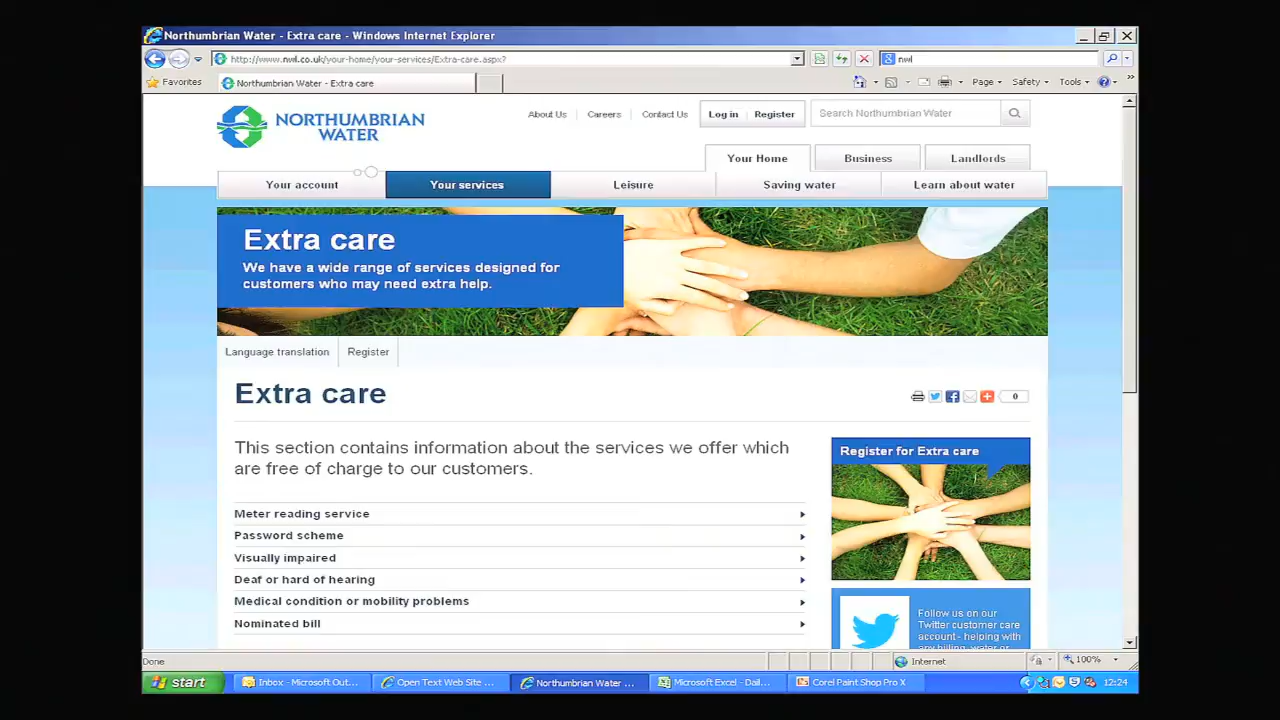 Northumbrian Water - Extra care - Windows Internet Explorer
http://www.nwl.co.uk/your-home/your-services/Extra-care.aspx?
nwl
Favorites
Northumbrian Water - Extra care
Page
Safety
Tools
NORTHUMBRIAN
WATER
About Us
Careers
Contact Us
Log in
Register
Search Northumbrian Water
Your Home
Business
Landlords
Your account
Your services
Leisure
Saving water
Learn about water
Extra care
We have a wide range of services designed for
customers who may need extra help.
Language translation
Register
Extra care
0
This section contains information about the services we offer which
are free of charge to our customers.
Register for Extra care
Meter reading service
Password scheme
Visually impaired
Deaf or hard of hearing
Medical condition or mobility problems
Nominated bill
Follow us on our
Twitter customer care
account - helping with
any billing, water or
Done
Internet
100%
start
Inbox - Microsoft Out...
Open Text Web Site ...
Northumbrian Water ...
Microsoft Excel - Dail...
Corel Paint Shop Pro X
12:24